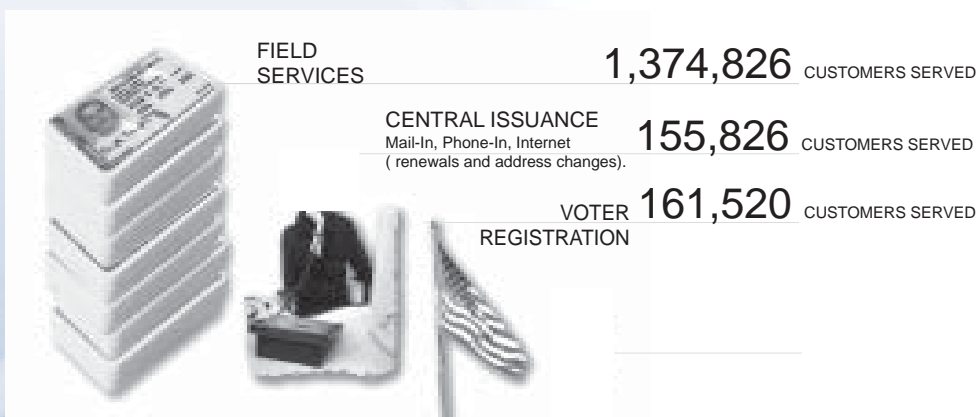 FIELD
SERVICES
1,374,826 CUSTOMERS SERVED
CENTRAL ISSUANCE
Mail-In, Phone-In, Internet
( renewals and address changes).
155,826 CUSTOMERS SERVED
VOTER
REGISTRATION
161,520 CUSTOMERS SERVED